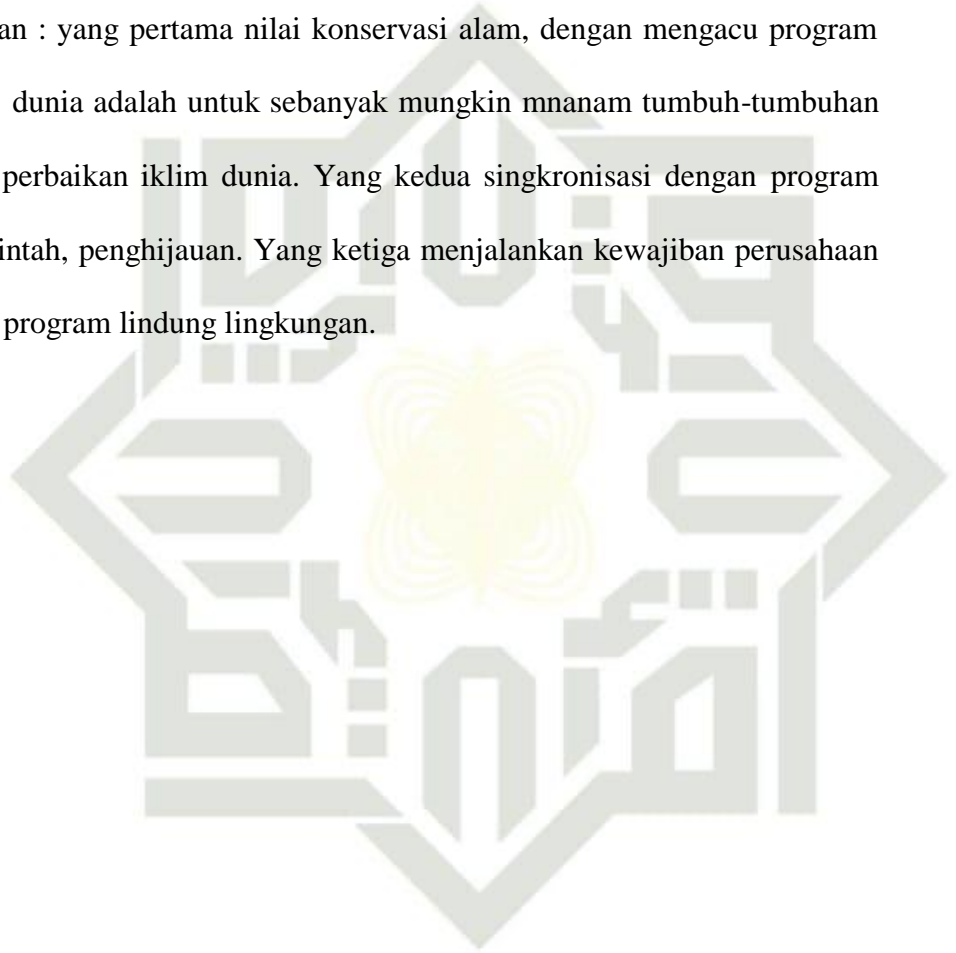 an : yang pertama nilai konservasi alam, dengan mengacu program
dunia adalah untuk sebanyak mungkin mnanam tumbuh-tumbuhan
perbaikan iklim dunia. Yang kedua singkronisasi dengan program
intah, penghijauan. Yang ketiga menjalankan kewajiban perusahaan
program lindung lingkungan.